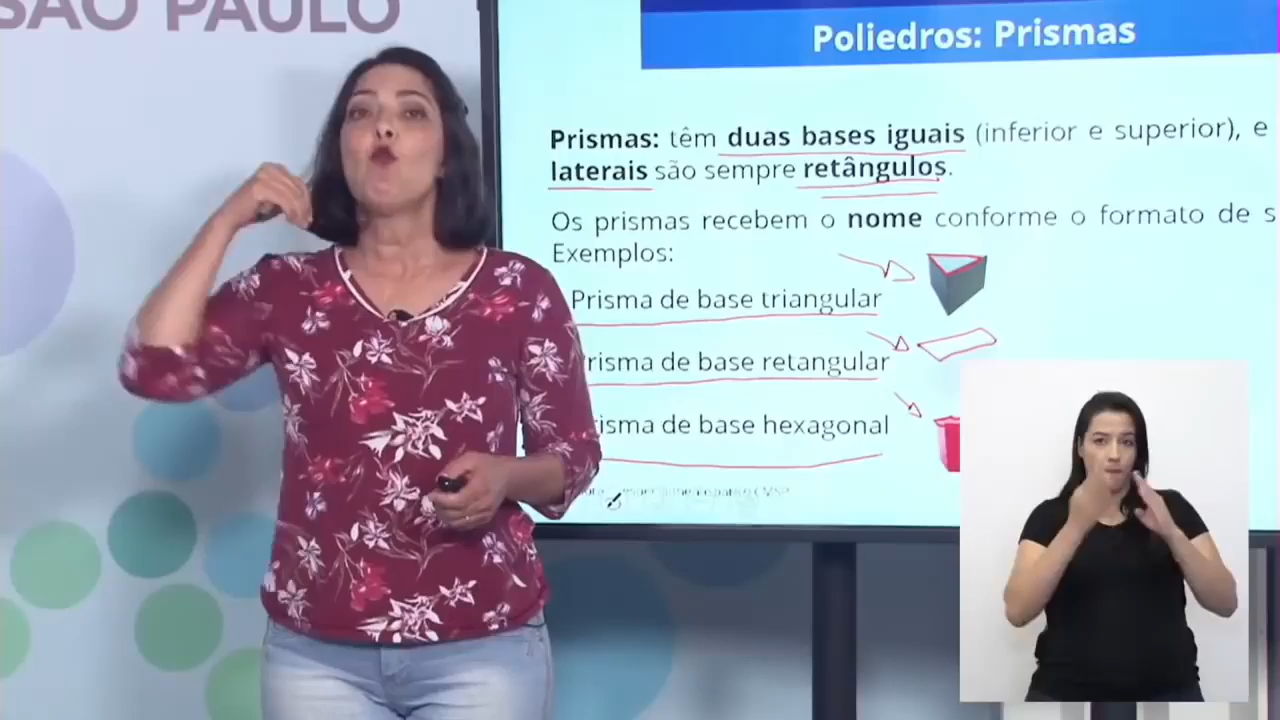 SÃO PAULO
Poliedros: Prismas
Prismas: têm duas bases iguais (inferior e superior), e
laterais são sempre retângulos.
Os prismas recebem o nome conforme o formato de s
Exemplos:
Prisma de base triangular
risma de base retangular
isma de base hexagonal